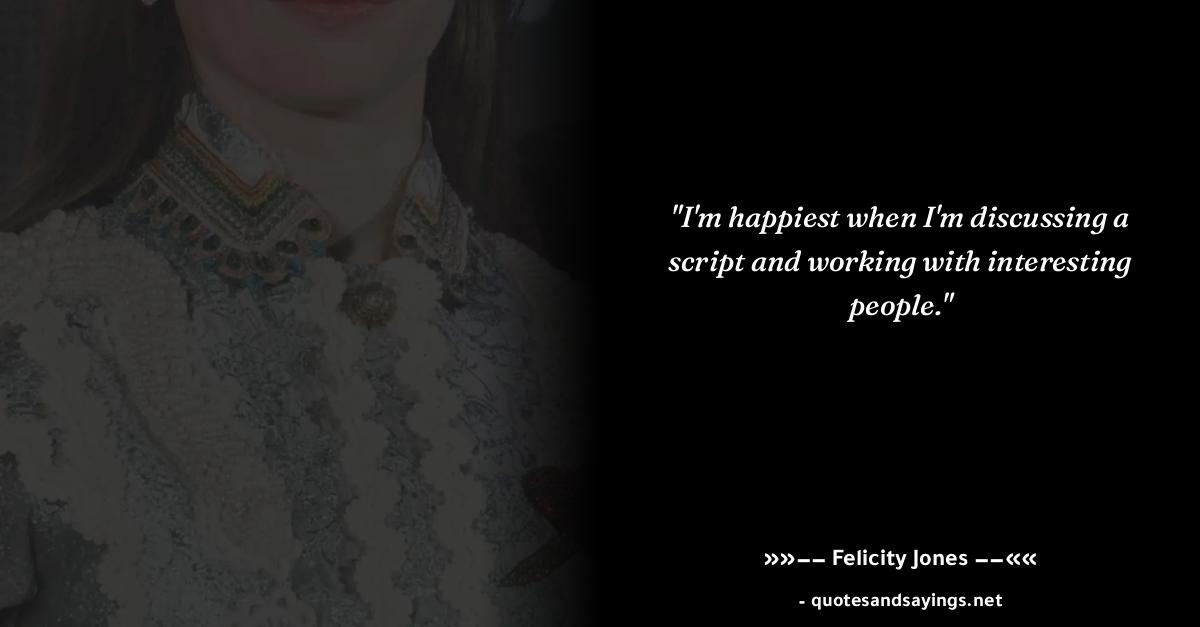 "I'm happiest when I'm discussing a
script and working with interesting
people."
»»−− Felicity Jones −−««
- quotesandsayings.net